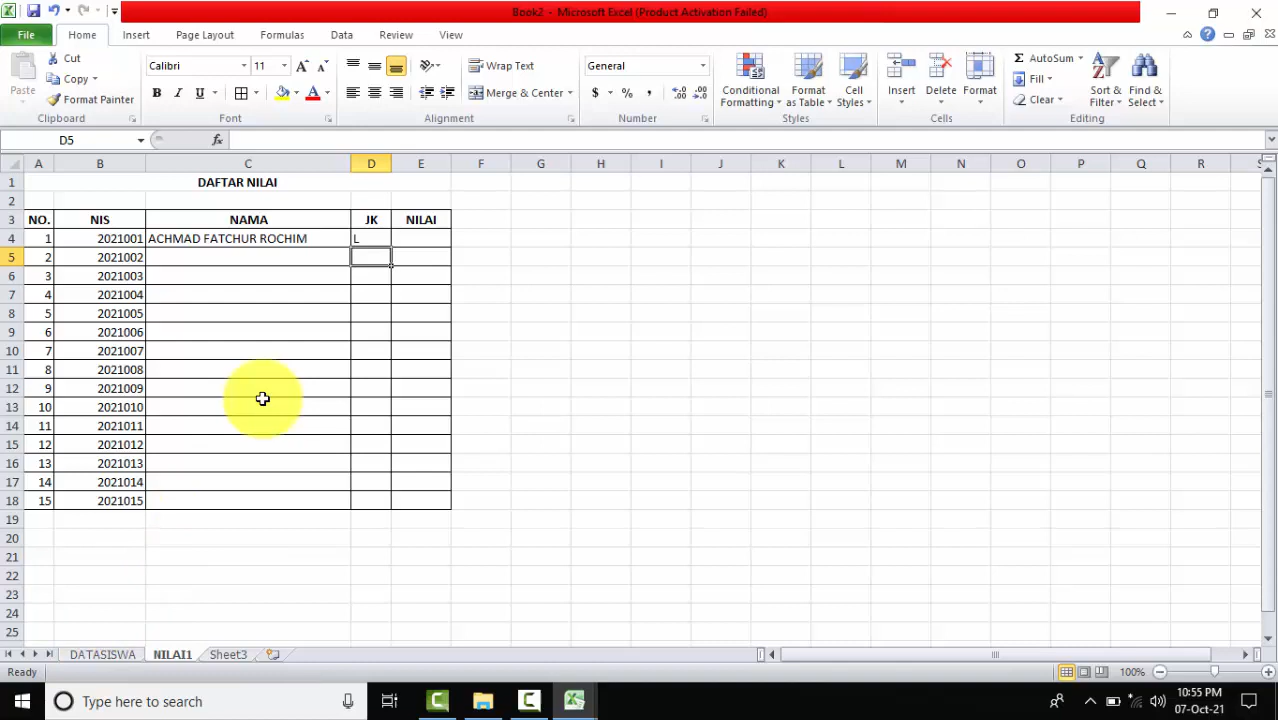 Book2 - Microsoft Excel (Product Activation Failed)
File Home Insert Page Layout Formulas Data Review View
Paste
Cut
Copy
Format Painter
Calibri 11
B I U
A A
General
Wrap Text
Merge & Center
$ % ,
Conditional Formatting
Format as Table
Cell Styles
Insert Delete Format
AutoSum
Fill
Clear
Sort & Filter
Find & Select
Clipboard Font Alignment Number Styles Cells Editing
D5 fx
A B C D E F G H I J K L M N O P Q R
1 DAFTAR NILAI
2
3 NO. NIS NAMA JK NILAI
4 1 2021001 ACHMAD FATCHUR ROCHIM L
5 2 2021002
6 3 2021003
7 4 2021004
8 5 2021005
9 6 2021006
10 7 2021007
11 8 2021008
12 9 2021009
13 10 2021010
14 11 2021011
15 12 2021012
16 13 2021013
17 14 2021014
18 15 2021015
19
20
21
22
23
24
25
DATASISWA NILAI1 Sheet3
Ready 100%
Type here to search
10:55 PM
07-Oct-21